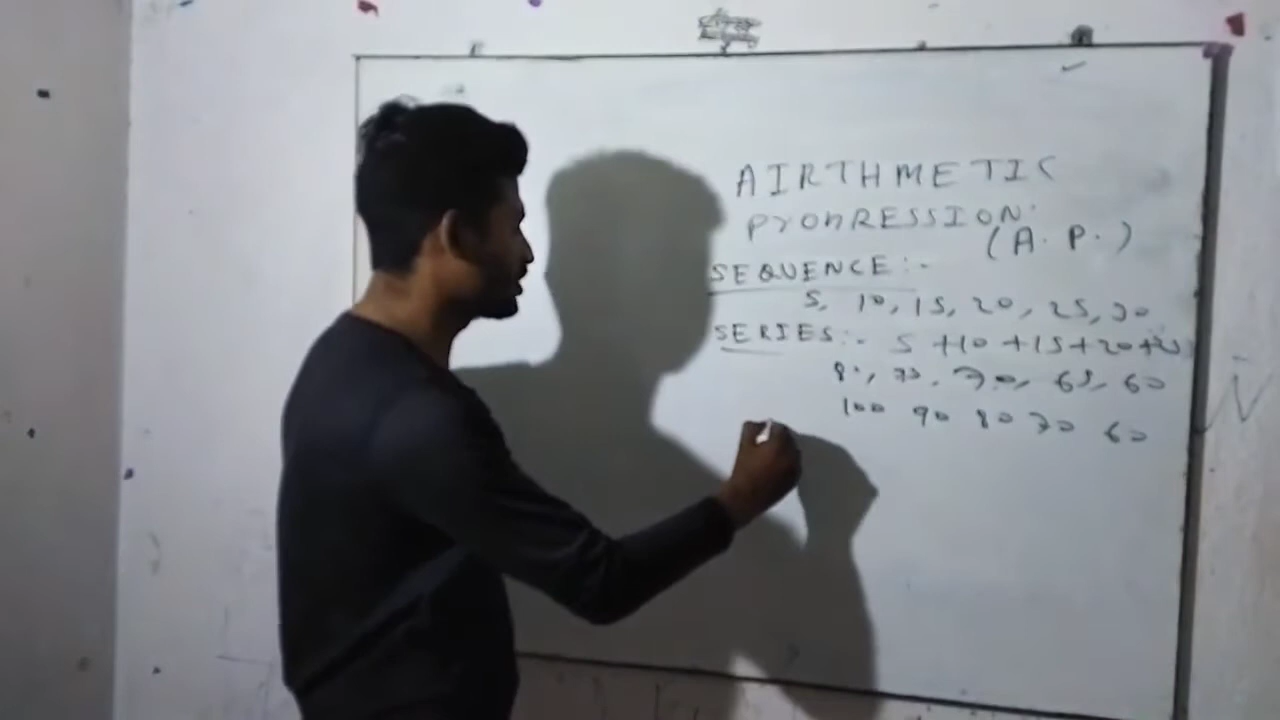 AIRTHMETIC
PrOGRESSION:
(A. P.)
SEQUENCE:-
5, 10, 15, 20, 25, 30
SERIES:- 5 +10 +15+20+25
80, 75, 70, 65, 60
100 90 80 70 60